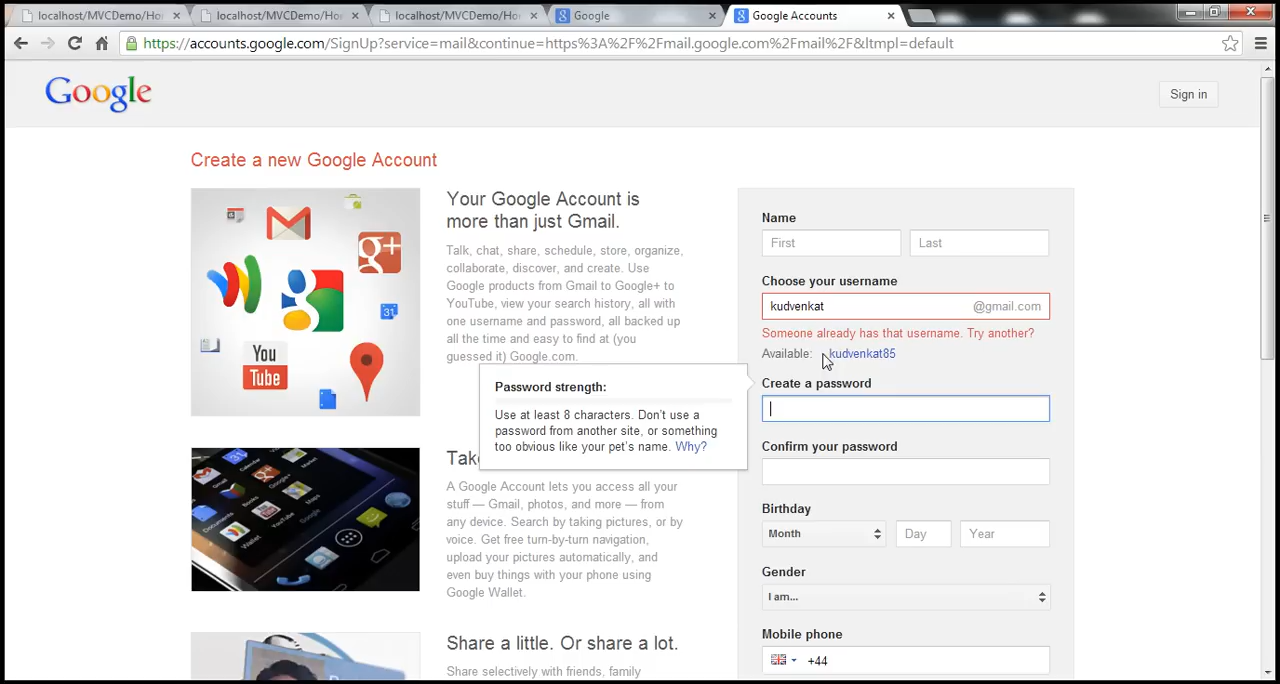 localhost/MVCDemo/Ho
localhost/MVCDemo/Ho
localhost/MVCDemo/Ho
Google
Google Accounts
https://accounts.google.com/SignUp?service=mail&continue=https%3A%2F%2Fmail.google.com%2Fmail%2F&ltmpl=default
Google
Sign in
Create a new Google Account
Your Google Account is
more than just Gmail.
Talk, chat, share, schedule, store, organize,
collaborate, discover, and create. Use
Google products from Gmail to Google+ to
YouTube, view your search history, all with
one username and password, all backed up
all the time and easy to find at (you
guessed it) Google.com.
g+
8
31
You
Tube
Name
First
Last
Choose your username
kudvenkat
@gmail.com
Someone already has that username. Try another?
Available:
kudvenkat85
Create a password
Password strength:
Use at least 8 characters. Don't use a
password from another site, or something
too obvious like your pet's name. Why?
Confirm your password
Birthday
Month
Day
Year
Gender
I am...
Mobile phone
+44
A Google Account lets you access all your
stuff — Gmail, photos, and more — from
any device. Search by taking pictures, or by
voice. Get free turn-by-turn navigation,
upload your pictures automatically, and
even buy things with your phone using
Google Wallet.
Share a little. Or share a lot.
Share selectively with friends, family